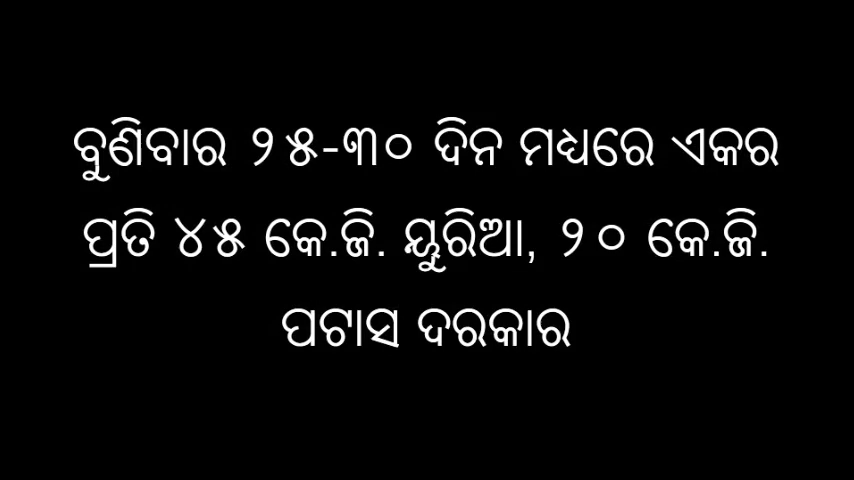 ବୁଣିବାର ୨୫-୩୦ ଦିନ ମଧ୍ୟରେ ଏକର
ପ୍ରତି ୪୫ କେ.ଜି. ୟୁରିଆ, ୨୦ କେ.ଜି.
ପଟାସ ଦରକାର